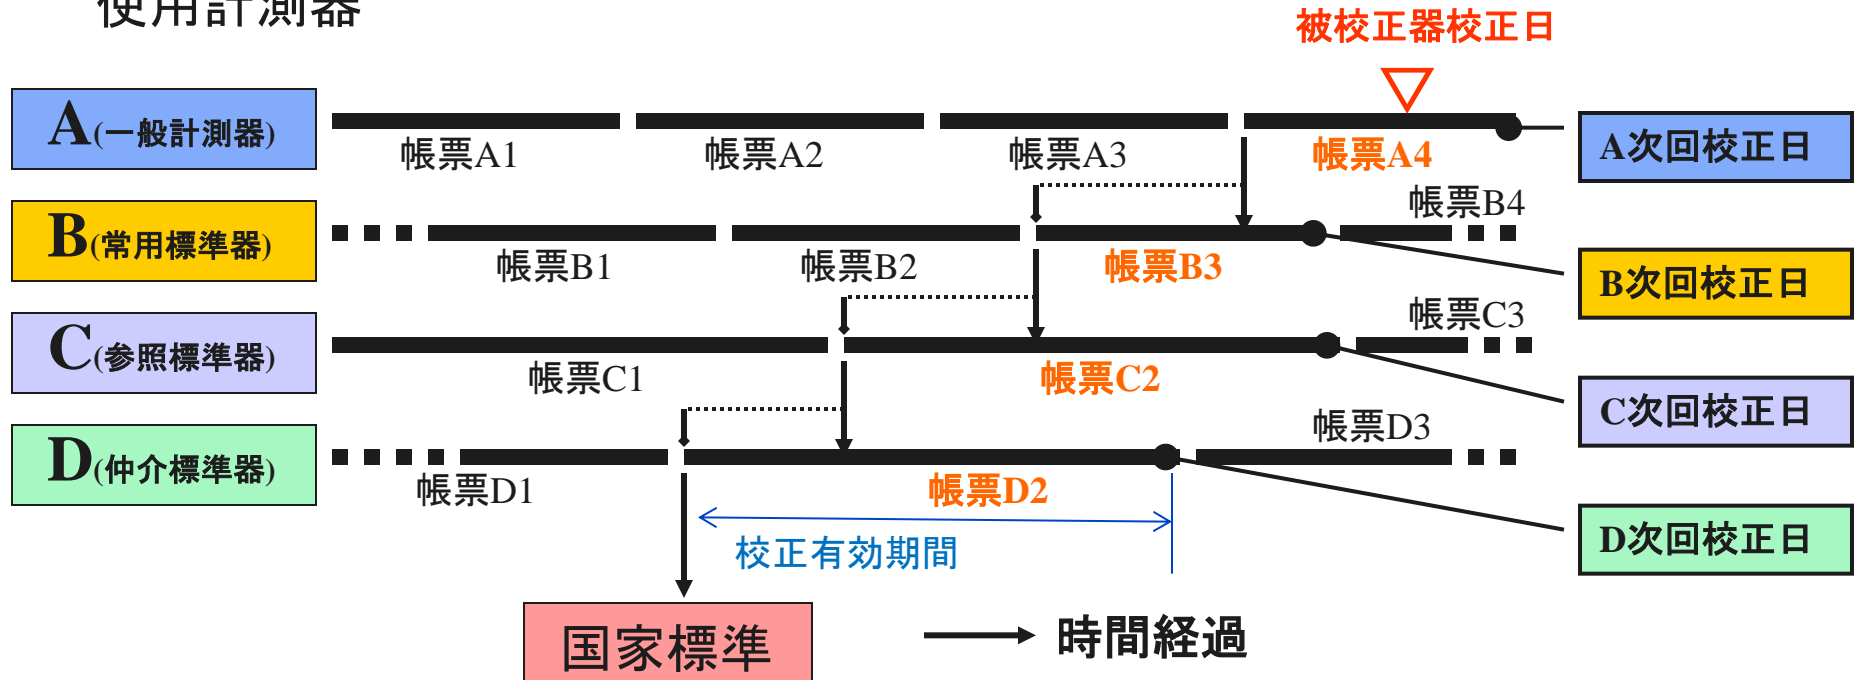 使用計測器
被校正器校正日
A(一般計測器)
帳票A1
帳票A2
帳票A3
帳票A4
A次回校正日
B(常用標準器)
帳票B1
帳票B2
帳票B3
帳票B4
B次回校正日
C(参照標準器)
帳票C1
帳票C2
帳票C3
C次回校正日
D(仲介標準器)
帳票D1
帳票D2
帳票D3
D次回校正日
校正有効期間
国家標準
時間経過